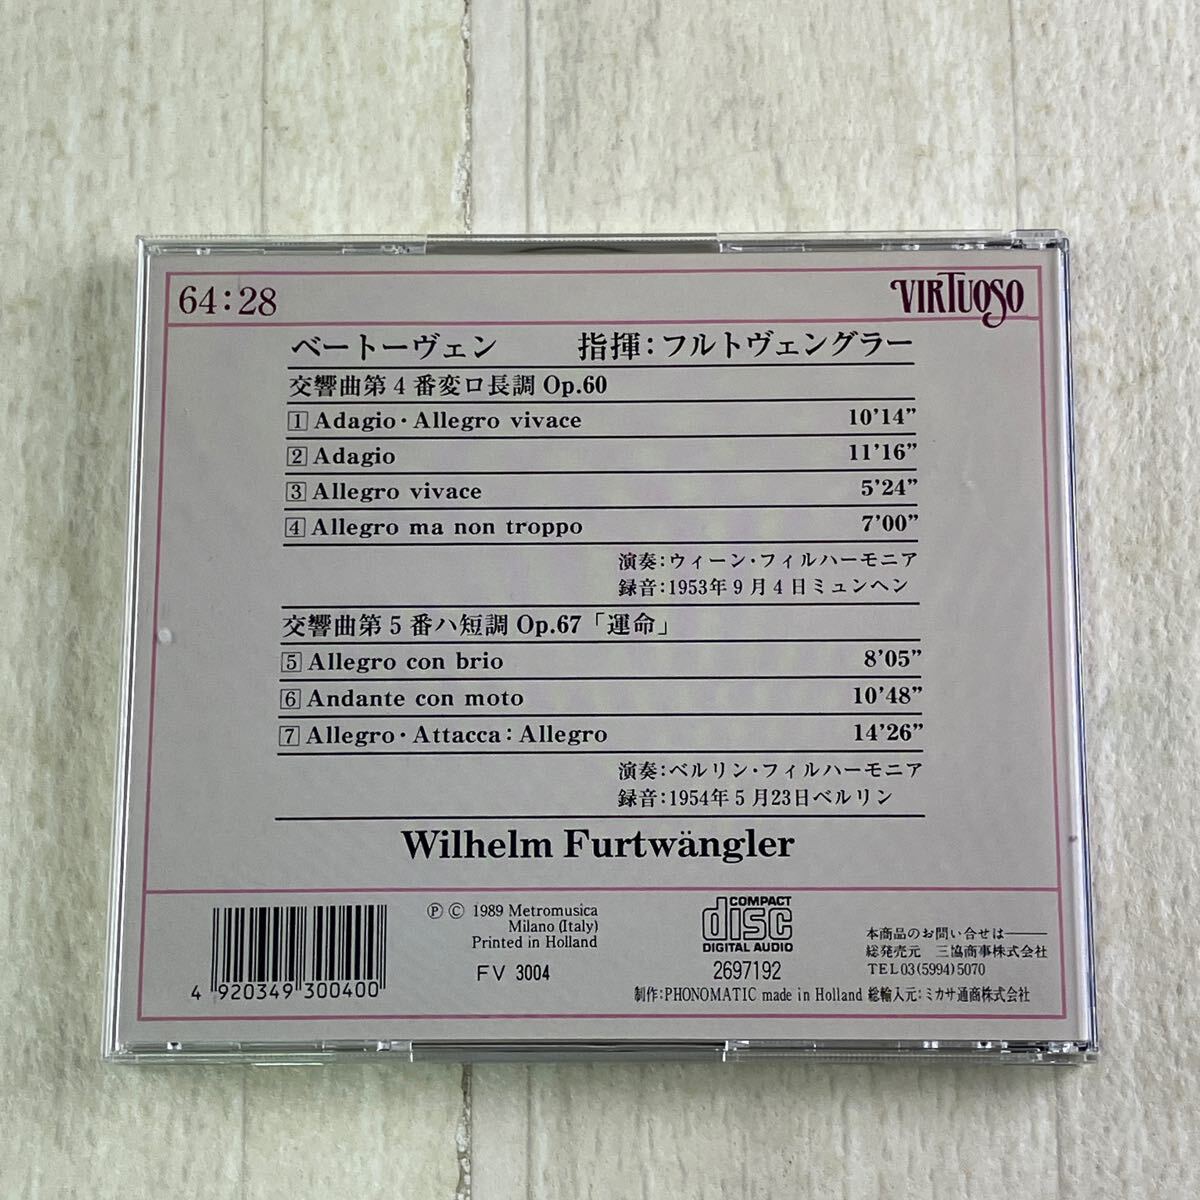 64:28
VIRTUOSO
ベートーヴェン 指揮:フルトヴェングラー
交響曲第4番変ロ長調 Op.60
1 Adagio・Allegro vivace 10'14”
2 Adagio 11'16”
3 Allegro vivace 5'24”
4 Allegro ma non troppo 7'00”
演奏:ウィーン・フィルハーモニア
録音:1953年9月4日ミュンヘン
交響曲第5番ハ短調 Op.67「運命」
5 Allegro con brio 8'05”
6 Andante con moto 10'48”
7 Allegro・Attacca:Allegro 14'26”
演奏:ベルリン・フィルハーモニア
録音:1954年5月23日ベルリン
Wilhelm Furtwängler
4 920349 300400
Ⓟ Ⓒ 1989 Metromusica
Milano (Italy)
Printed in Holland
FV 3004
COMPACT
disc
DIGITAL AUDIO
2697192
本商品のお問い合せは――
総発売元 三協商事株式会社
TEL03(5994)5070
制作:PHONOMATIC made in Holland 総輸入元:ミカサ通商株式会社